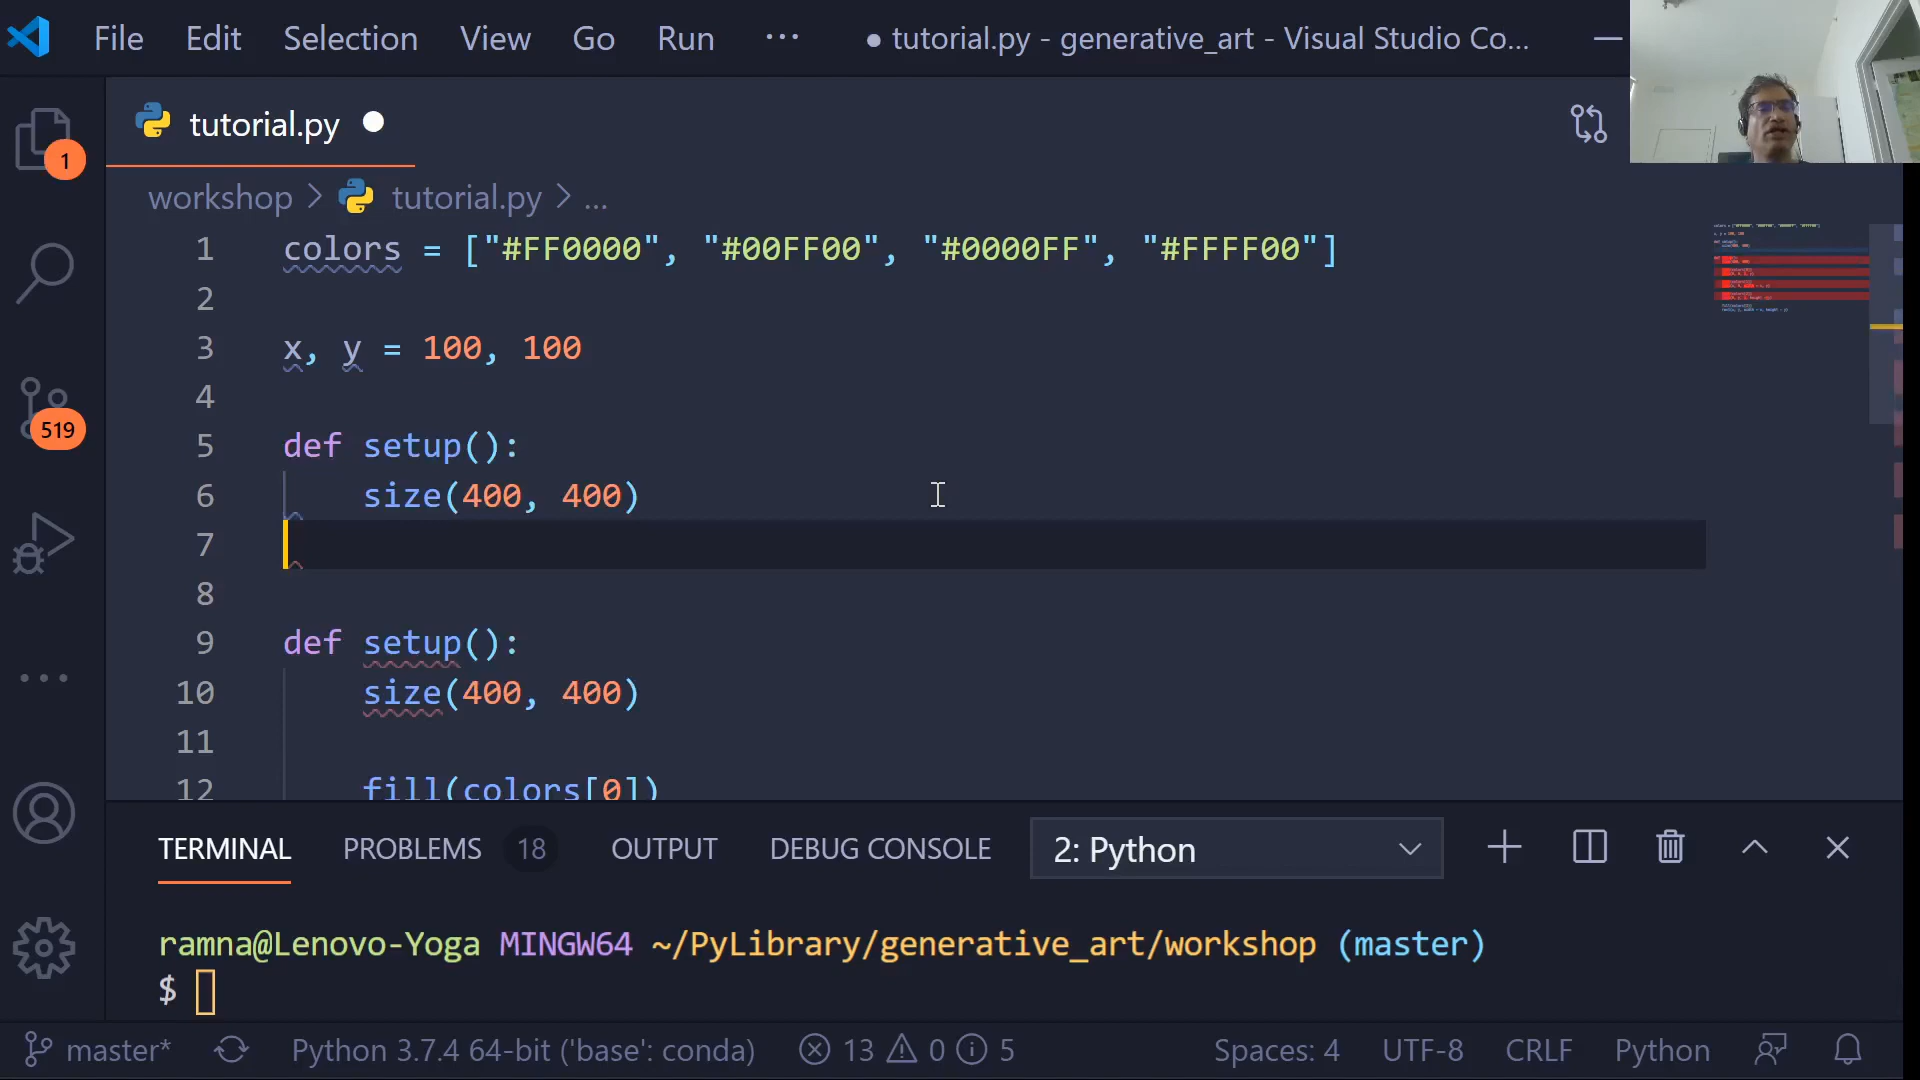 File Edit Selection View Go Run ··· ● tutorial.py - generative_art - Visual Studio Co...
tutorial.py
1
workshop > tutorial.py > ...
1 colors = ["#FF0000", "#00FF00", "#0000FF", "#FFFF00"]
2
3 x, y = 100, 100
4
519
5 def setup():
6 size(400, 400)
7
8
9 def setup():
10 size(400, 400)
11
12 fill(colors[0])
TERMINAL PROBLEMS 18 OUTPUT DEBUG CONSOLE 2: Python
ramna@Lenovo-Yoga MINGW64 ~/PyLibrary/generative_art/workshop (master)
$
master* Python 3.7.4 64-bit ('base': conda) 13 0 5 Spaces: 4 UTF-8 CRLF Python